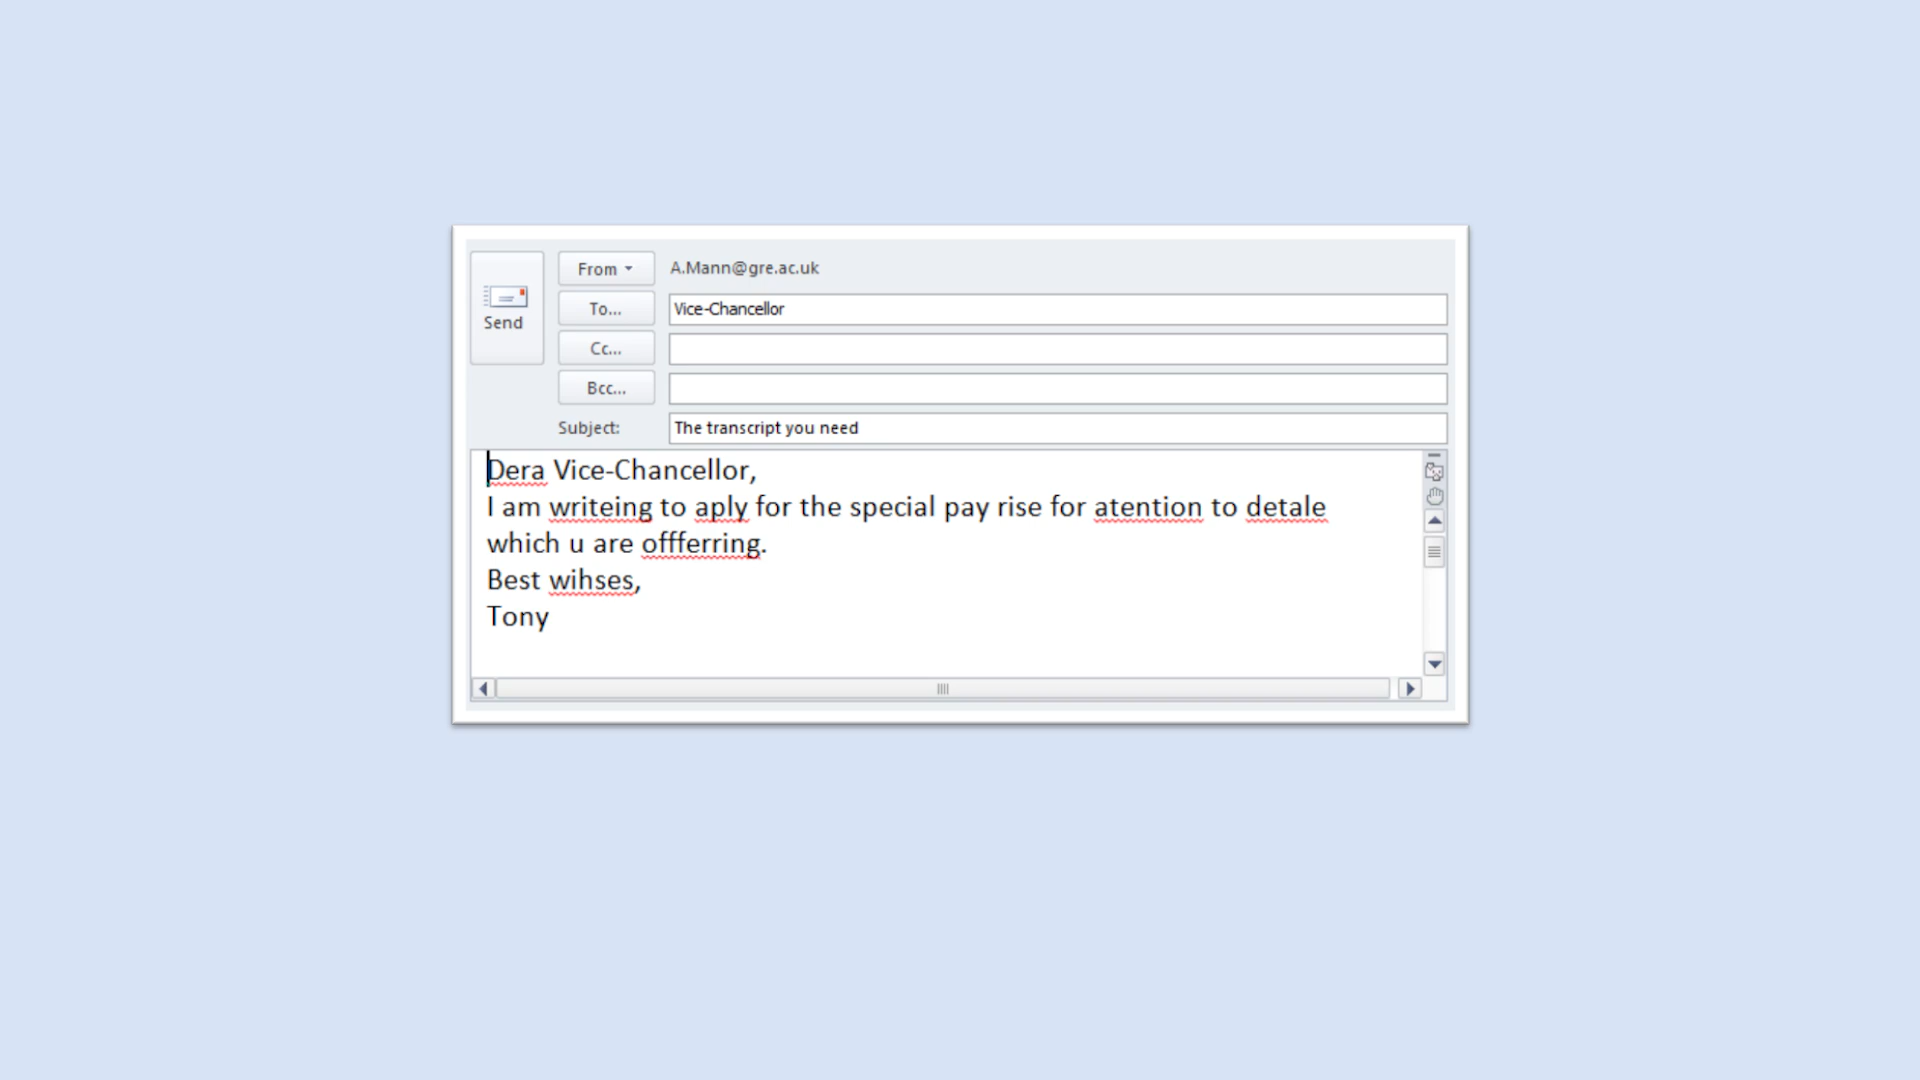 From
A.Mann@gre.ac.uk
Send
To...
Vice-Chancellor
Cc...
Bcc...
Subject:
The transcript you need
Dera Vice-Chancellor,
I am writeing to aply for the special pay rise for atention to detale
which u are offferring.
Best wihses,
Tony